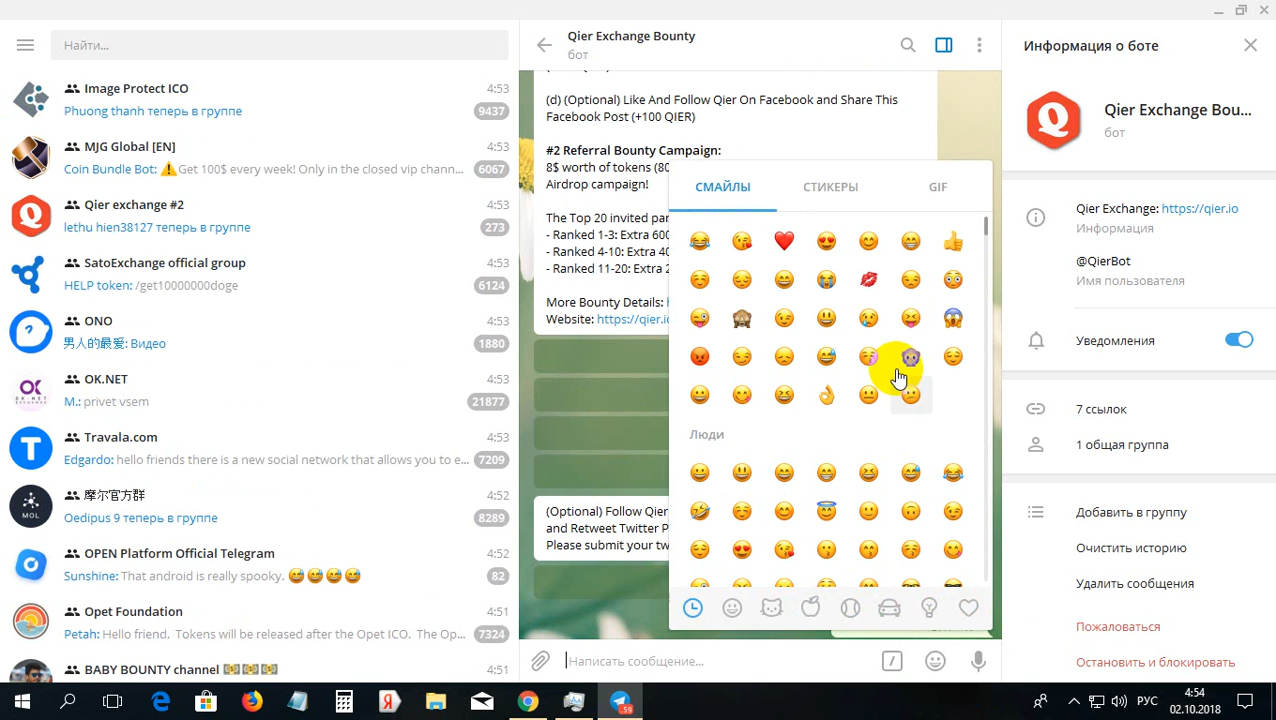 Найти...
Image Protect ICO 4:53
Phuong thanh теперь в группе 9437
MJG Global [EN] 4:53
Coin Bundle Bot: ⚠Get 100$ every week! Only in the closed vip chann... 6067
Qier exchange #2 4:53
lethu hien38127 теперь в группе 273
SatoExchange official group 4:53
HELP token: /get10000000doge 6124
ONO 4:53
男人的最爱: Видео 1880
OK.NET 4:53
M.: privet vsem 21877
Travala.com 4:53
Edgardo: hello friends there is a new social network that allows you to e... 7209
摩尔官方群 4:52
Oedipus 9 теперь в группе 8289
OPEN Platform Official Telegram 4:52
Sunshine: That android is really spooky. 😅😅😅😅 82
Opet Foundation 4:51
Petah: Hello friend. Tokens will be released after the Opet ICO. The Op... 7324
BABY BOUNTY channel 4:51
OK.NET
MOL
Qier Exchange Bounty
бот
(d) (Optional) Like And Follow Qier On Facebook and Share This
Facebook Post (+100 QIER)
#2 Referral Bounty Campaign:
8$ worth of tokens (80
Airdrop campaign!
The Top 20 invited par
- Ranked 1-3: Extra 600
- Ranked 4-10: Extra 40
- Ranked 11-20: Extra 2
More Bounty Details:
Website: https://qier.io
(Optional) Follow Qier
and Retweet Twitter P
Please submit your tw
СМАЙЛЫ СТИКЕРЫ GIF
Люди
Написать сообщение...
Информация о боте
Qier Exchange Bou...
бот
Qier Exchange: https://qier.io
Информация
@QierBot
Имя пользователя
Уведомления
7 ссылок
1 общая группа
Добавить в группу
Очистить историю
Удалить сообщения
Пожаловаться
Остановить и блокировать
59
РУС
4:54
02.10.2018